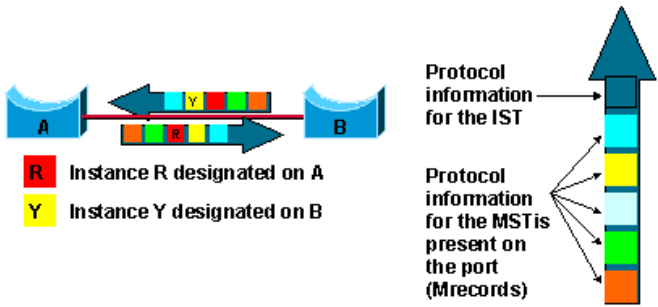 Y
A
B
R
R Instance R designated on A
Y Instance Y designated on B
Protocol
information
for the IST
Protocol
information
for the MSTis
present on
the port
(Mrecords)